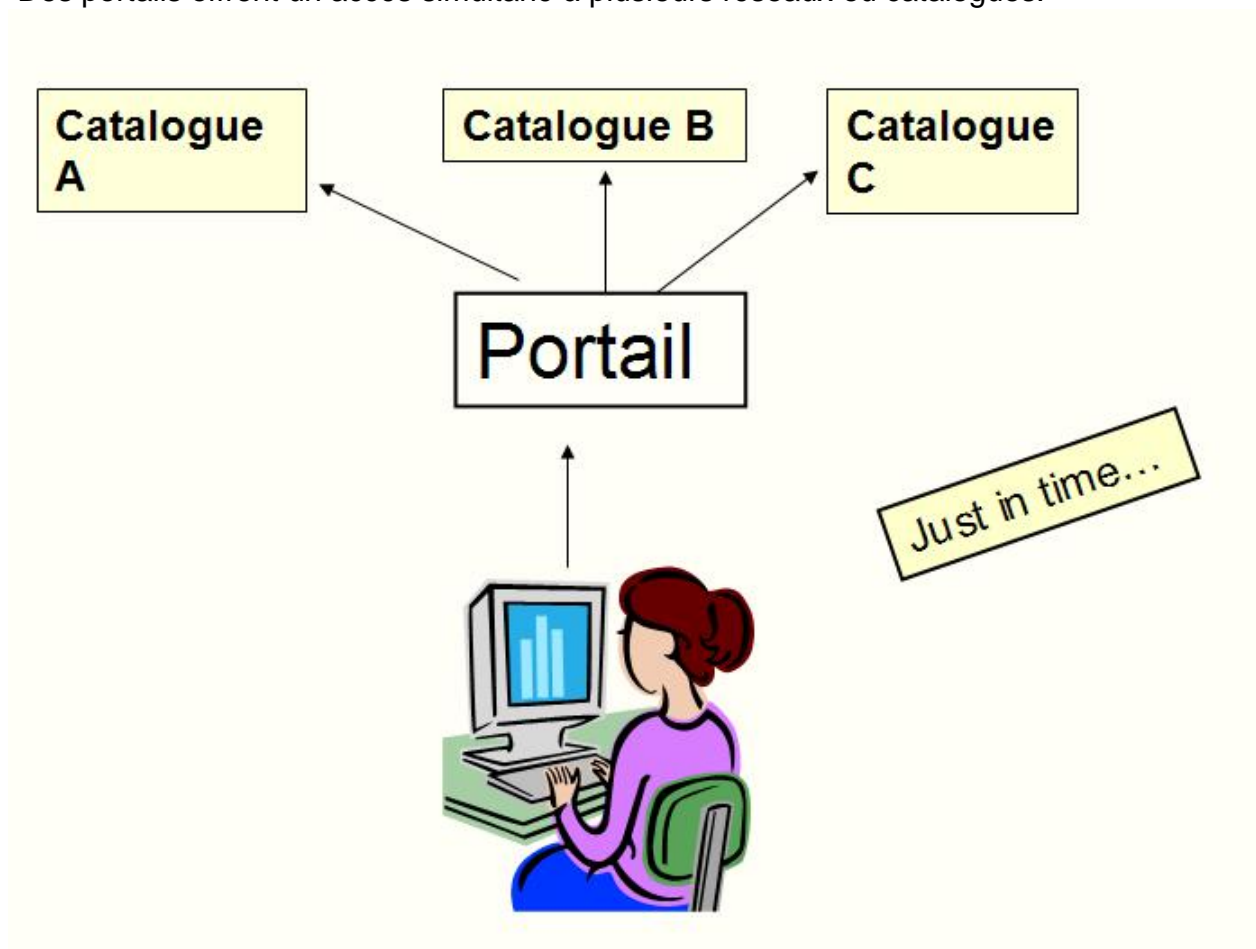 Des portails offrent un accès simultané à plusieurs réseaux ou catalogues.
Catalogue
A
Catalogue B
Catalogue
C
Portail
Just in time...